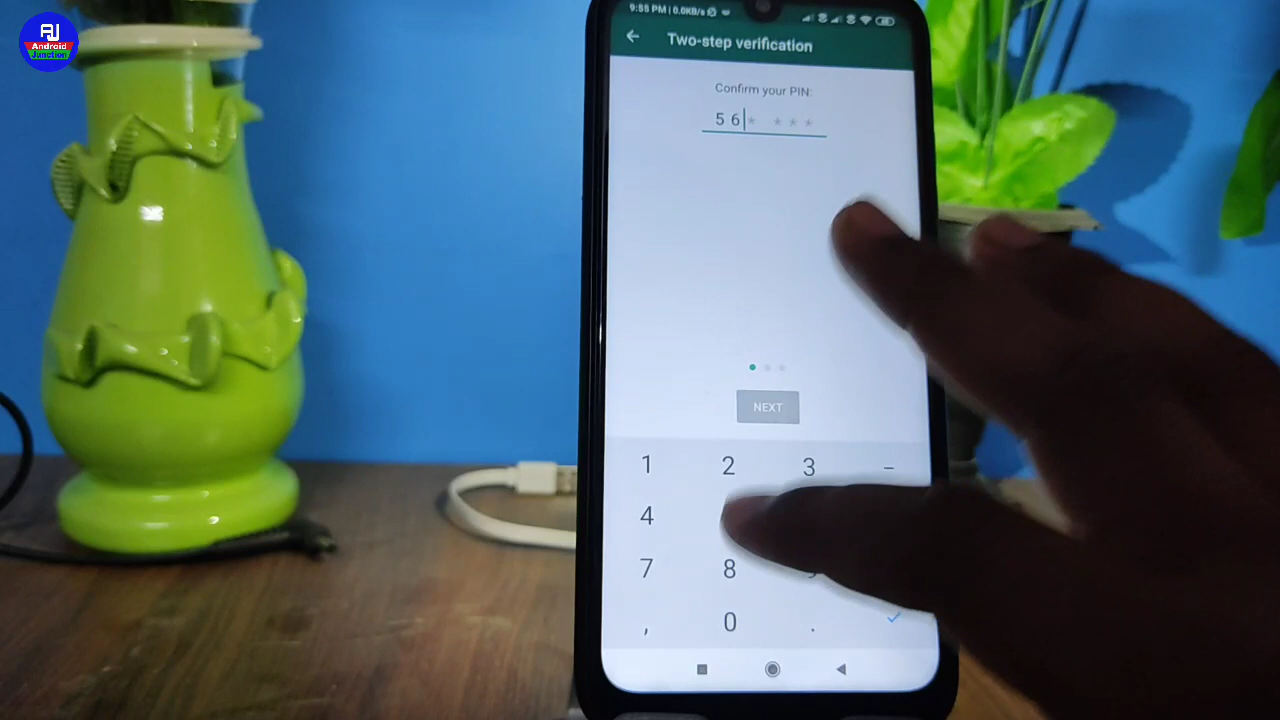 AJ
Android
Junction
9:55 PM | 0.0KB/s
Two-step verification
Confirm your PIN:
5 6 * * * *
NEXT
1 2 3 –
4
7 8 9
, 0 .